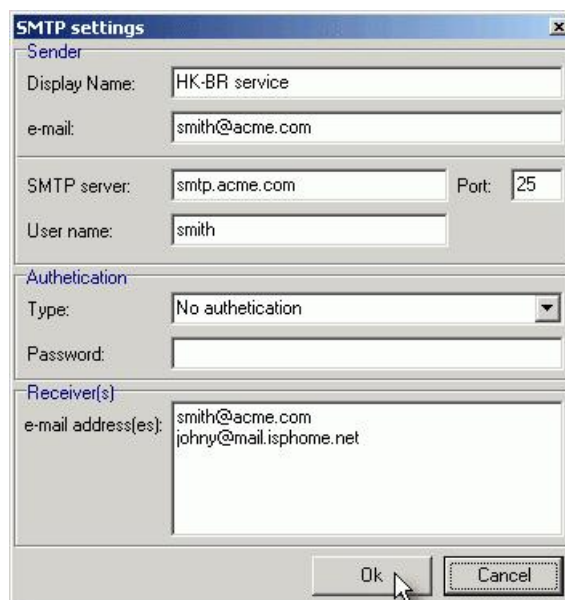 SMTP settings
Sender
Display Name: HK-BR service
e-mail: smith@acme.com
SMTP server: smtp.acme.com Port: 25
User name: smith
Authetication
Type: No authetication
Password:
Receiver(s)
e-mail address(es): smith@acme.com
johny@mail.isphome.net
Ok Cancel